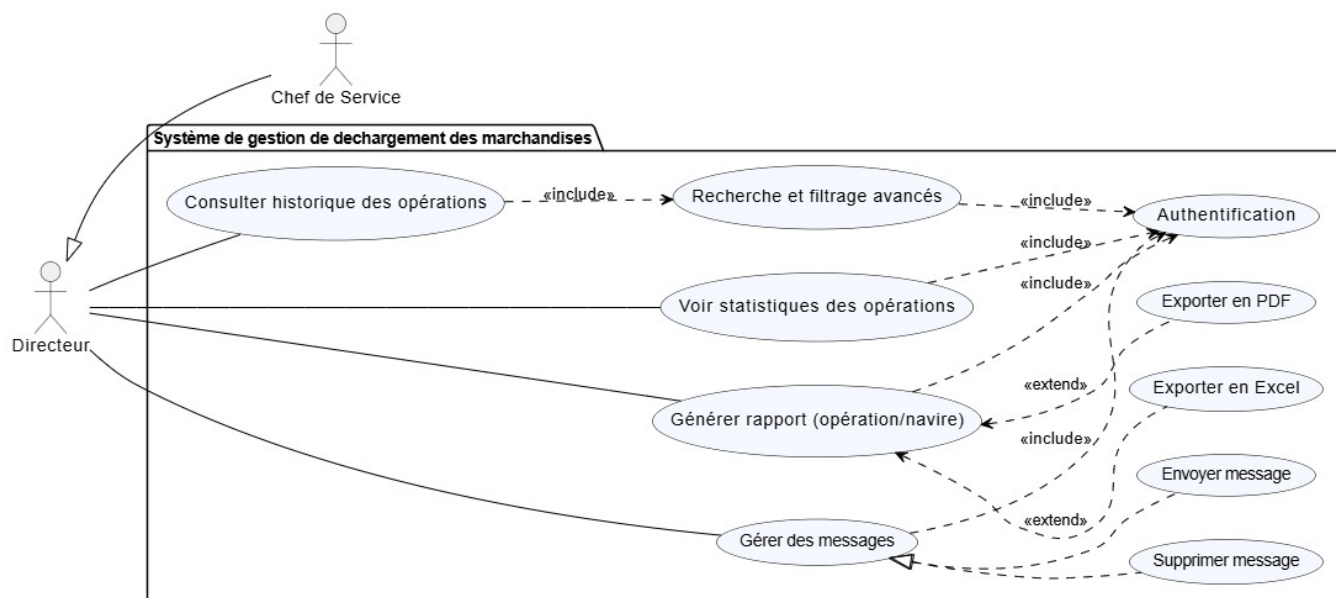 Chef de Service
Système de gestion de dechargement des marchandises
Consulter historique des opérations
«include»
Recherche et filtrage avancés
«include»
Authentification
«include»
Voir statistiques des opérations
«include»
Exporter en PDF
Directeur
«extend»
Exporter en Excel
Générer rapport (opération/navire)
«include»
Envoyer message
«extend»
Gérer des messages
Supprimer message